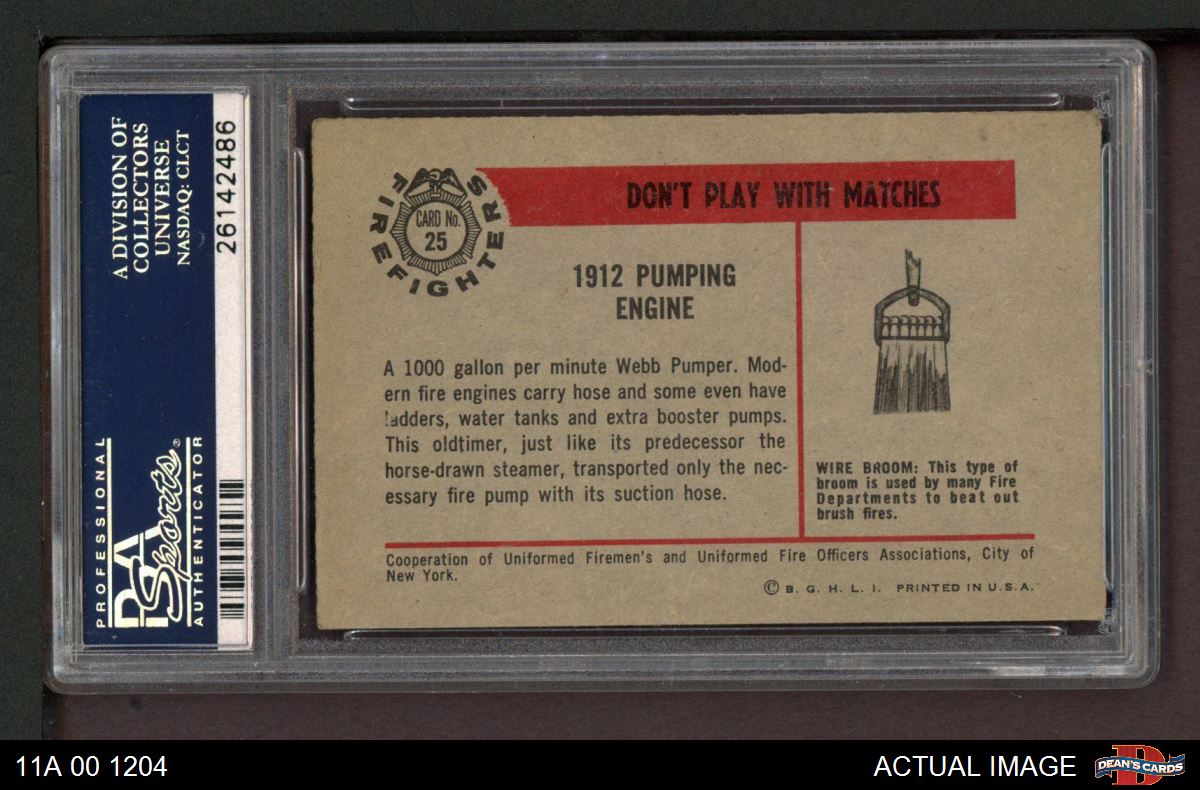 A DIVISION OF
COLLECTORS
UNIVERSE
NASDAQ: CLCT
26142486
PROFESSIONAL
PSA
Sports®
AUTHENTICATOR
FIREFIGHTERS
CARD No.
25
DON'T PLAY WITH MATCHES
1912 PUMPING
ENGINE
A 1000 gallon per minute Webb Pumper. Mod-
ern fire engines carry hose and some even have
ladders, water tanks and extra booster pumps.
This oldtimer, just like its predecessor the
horse-drawn steamer, transported only the nec-
essary fire pump with its suction hose.
WIRE BROOM: This type of
broom is used by many Fire
Departments to beat out
brush fires.
Cooperation of Uniformed Firemen's and Uniformed Fire Officers Associations, City of
New York.
© B. G. H. L. I. PRINTED IN U.S.A.
11A 00 1204
ACTUAL IMAGE
DEAN'S CARDS